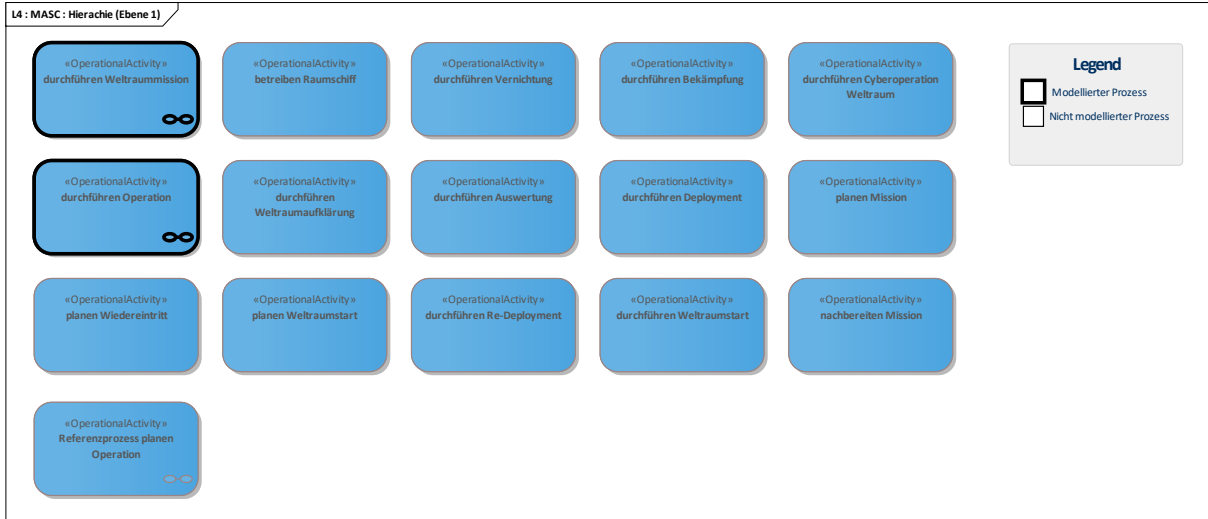 L4 : MASC : Hierachie (Ebene 1)
«OperationalActivity»
durchführen Weltraummission
«OperationalActivity»
betreiben Raumschiff
«OperationalActivity»
durchführen Vernichtung
«OperationalActivity»
durchführen Bekämpfung
«OperationalActivity»
durchführen Cyberoperation
Weltraum
Legend
Modellierter Prozess
Nicht modellierter Prozess
«OperationalActivity»
durchführen Operation
«OperationalActivity»
durchführen
Weltraumaufklärung
«OperationalActivity»
durchführen Auswertung
«OperationalActivity»
durchführen Deployment
«OperationalActivity»
planen Mission
«OperationalActivity»
planen Wiedereintritt
«OperationalActivity»
planen Weltraumstart
«OperationalActivity»
durchführen Re-Deployment
«OperationalActivity»
durchführen Weltraumstart
«OperationalActivity»
nachbereiten Mission
«OperationalActivity»
Referenzprozess planen
Operation